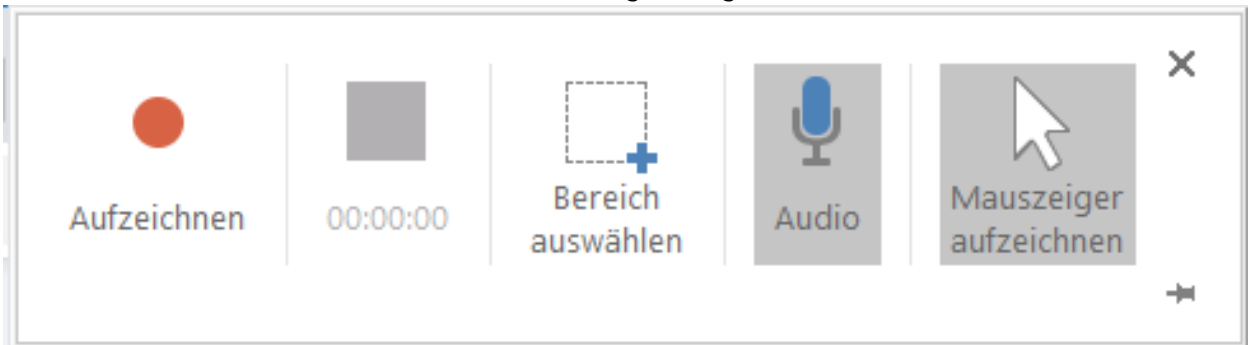 Aufzeichnen
00:00:00
Bereich
auswählen
Audio
Mauszeiger
aufzeichnen